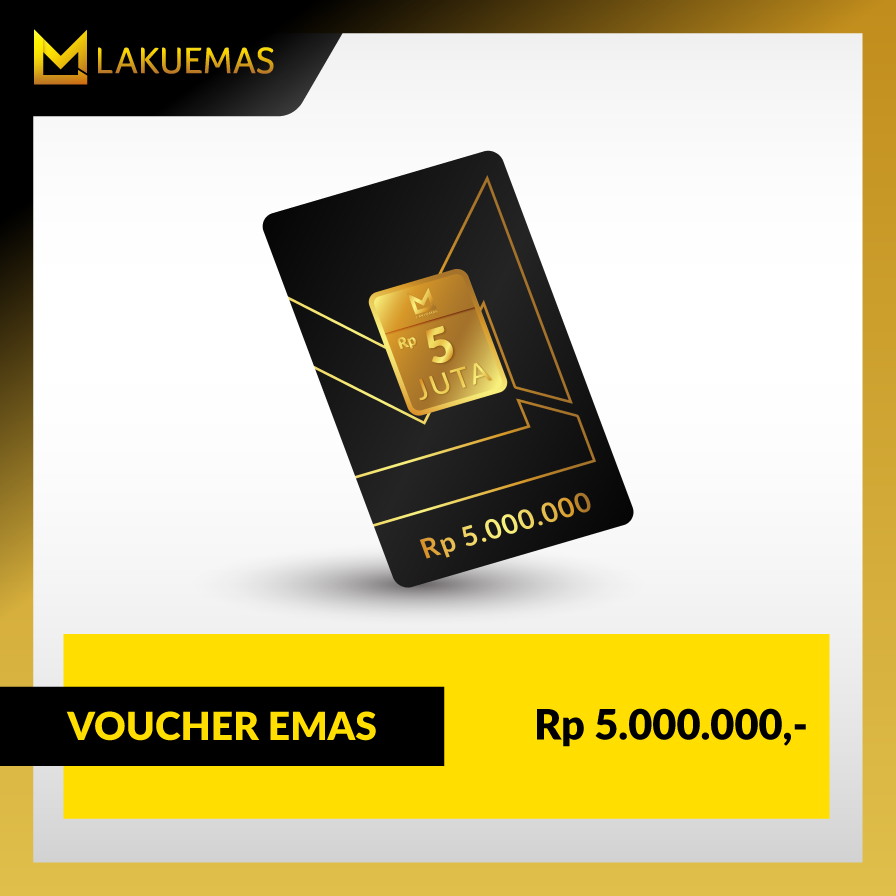 LAKUEMAS
Rp 5
JUTA
Rp 5.000.000
VOUCHER EMAS
Rp 5.000.000,-